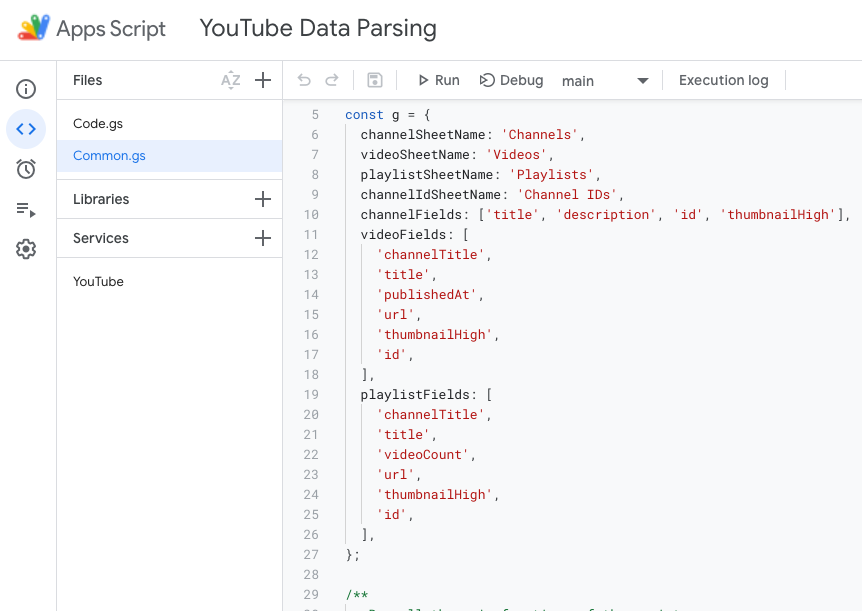 Apps Script YouTube Data Parsing
Files AZ
Run Debug main Execution log
Code.gs
Common.gs
Libraries
Services
YouTube
5 const g = {
6 channelSheetName: 'Channels',
7 videoSheetName: 'Videos',
8 playlistSheetName: 'Playlists',
9 channelIdSheetName: 'Channel IDs',
10 channelFields: ['title', 'description', 'id', 'thumbnailHigh'],
11 videoFields: [
12 'channelTitle',
13 'title',
14 'publishedAt',
15 'url',
16 'thumbnailHigh',
17 'id',
18 ],
19 playlistFields: [
20 'channelTitle',
21 'title',
22 'videoCount',
23 'url',
24 'thumbnailHigh',
25 'id',
26 ],
27 };
28
29 /**